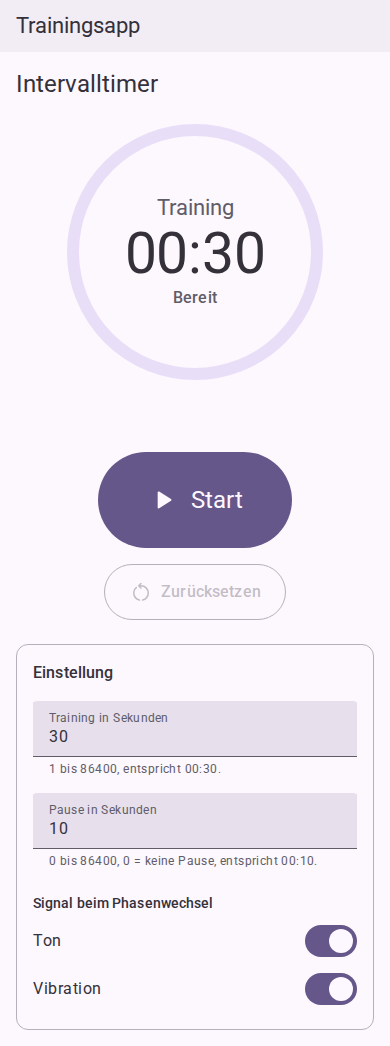 Trainingsapp
Intervalltimer
Training
00:30
Bereit
Start
Zurücksetzen
Einstellung
Training in Sekunden
30
1 bis 86400, entspricht 00:30.
Pause in Sekunden
10
0 bis 86400, 0 = keine Pause, entspricht 00:10.
Signal beim Phasenwechsel
Ton
Vibration